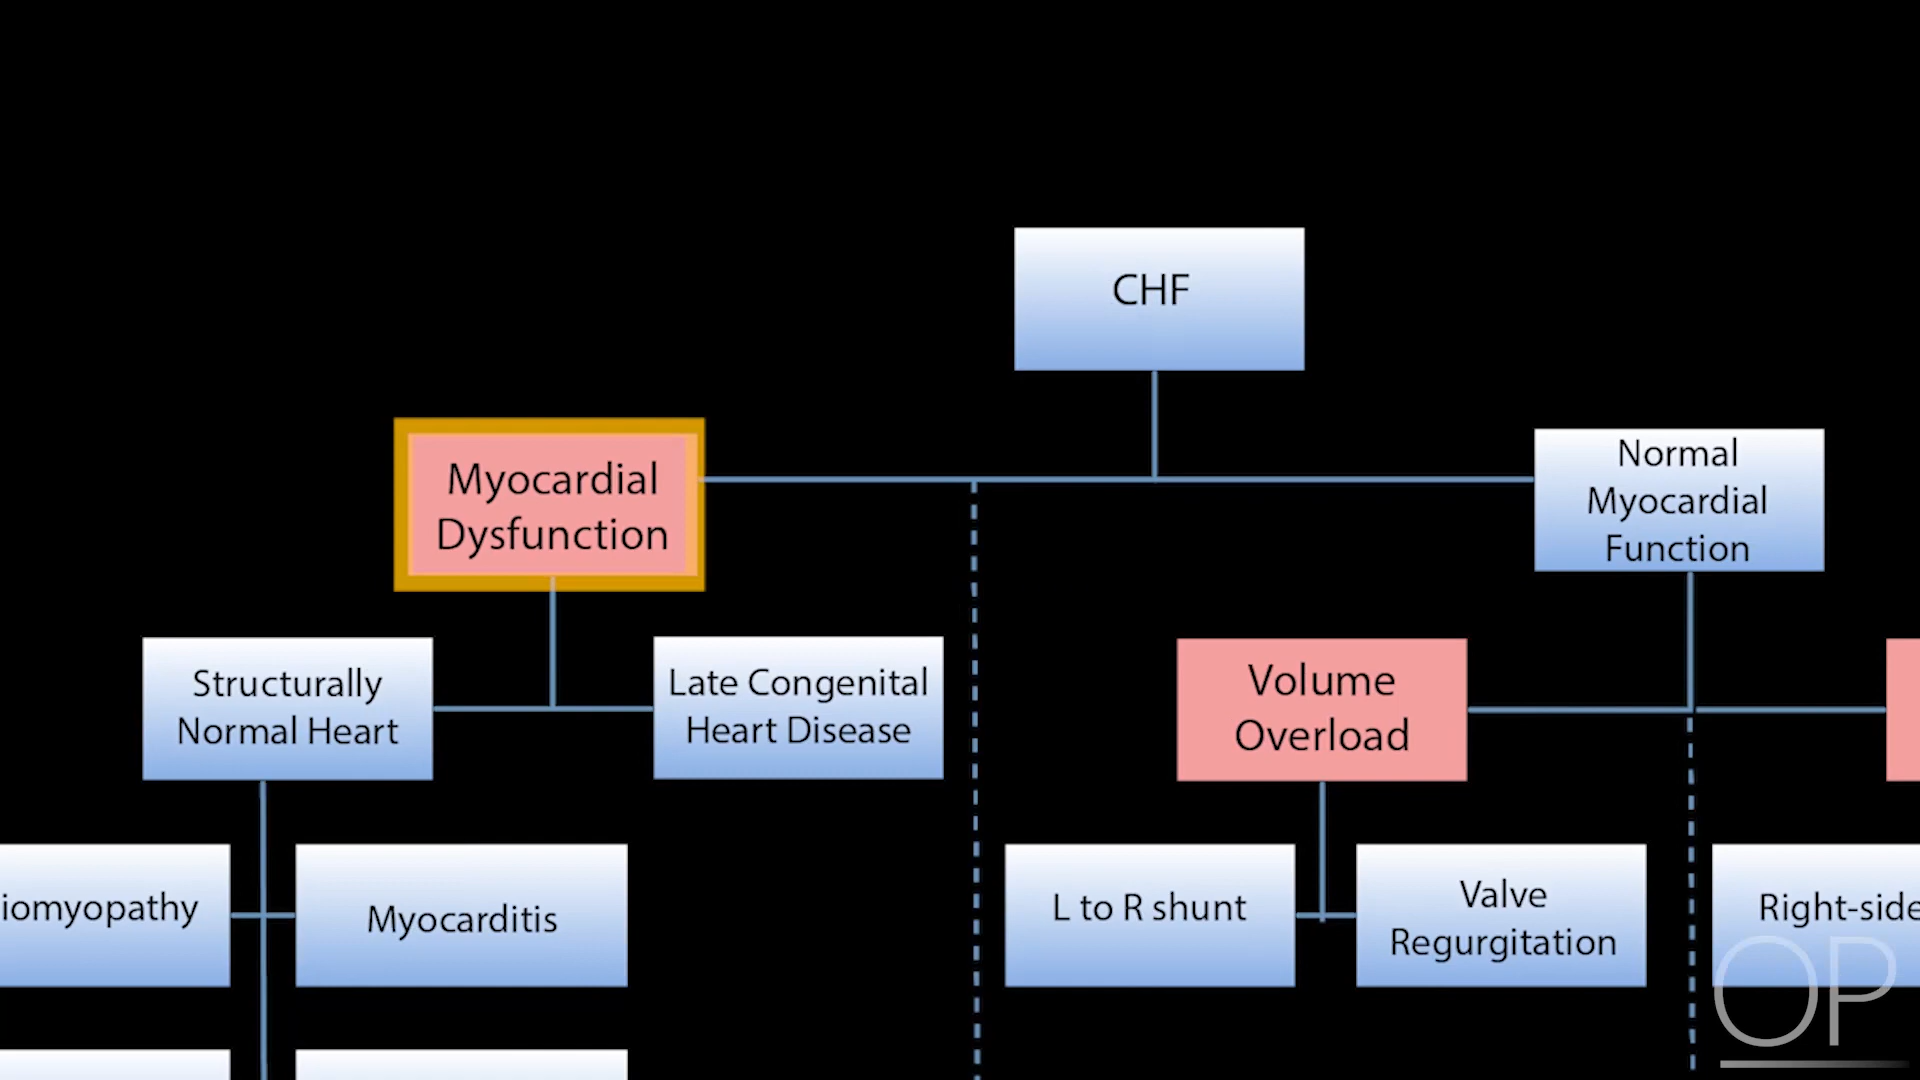 CHF
Myocardial
Dysfunction
Normal
Myocardial
Function
Structurally
Normal Heart
Late Congenital
Heart Disease
Volume
Overload
iomyopathy
Myocarditis
L to R shunt
Valve
Regurgitation
Right-side
OP